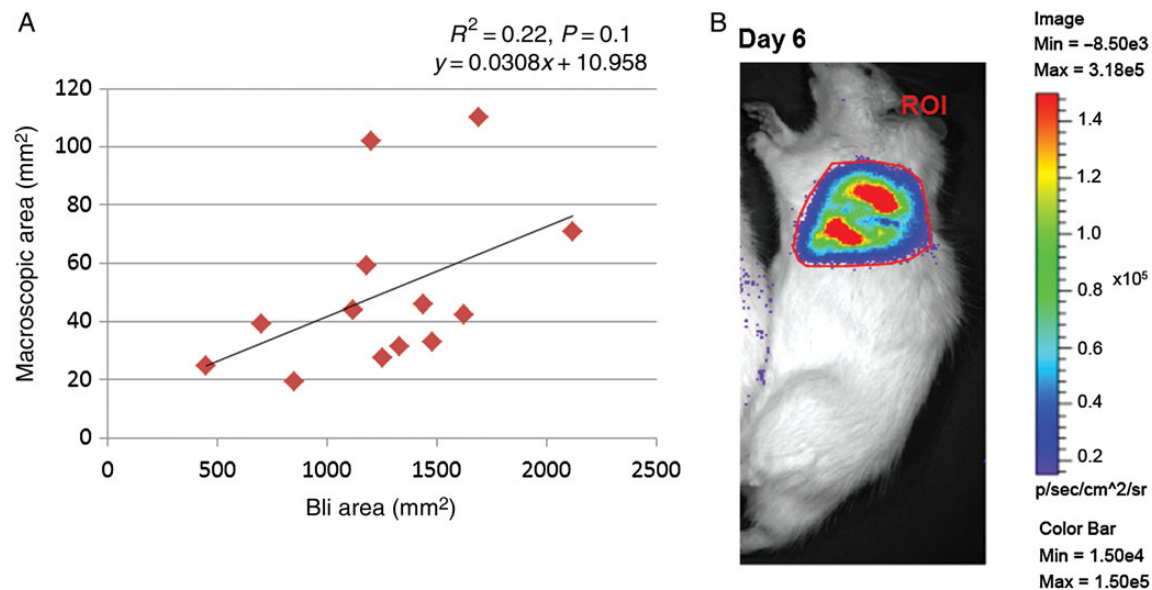 A
R² = 0.22, P = 0.1
y = 0.0308x + 10.958
120
100
80
60
40
20
0
Macroscopic area (mm²)
0 500 1000 1500 2000 2500
Bli area (mm²)
B
Day 6
ROI
Image
Min = –8.50e3
Max = 3.18e5
1.4
1.2
1.0
0.8
x10⁵
0.6
0.4
0.2
p/sec/cm^2/sr
Color Bar
Min = 1.50e4
Max = 1.50e5